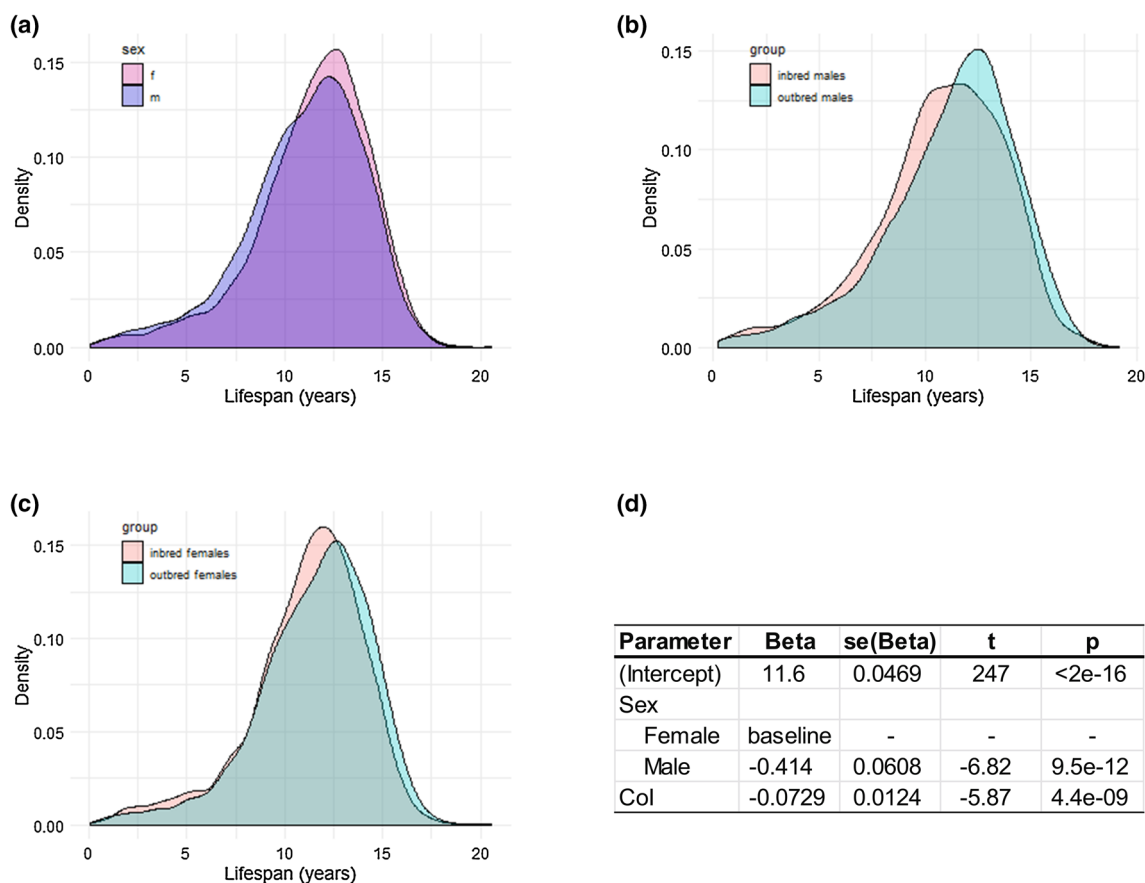 (a)
sex
f
m
0.15
0.10
0.05
0.00
Density
0 5 10 15 20
Lifespan (years)
(b)
group
inbred males
outbred males
0.15
0.10
0.05
0.00
Density
0 5 10 15 20
Lifespan (years)
(c)
group
inbred females
outbred females
0.15
0.10
0.05
0.00
Density
0 5 10 15 20
Lifespan (years)
(d)
Parameter Beta se(Beta) t p
(Intercept) 11.6 0.0469 247 <2e-16
Sex
Female baseline - - -
Male -0.414 0.0608 -6.82 9.5e-12
Col -0.0729 0.0124 -5.87 4.4e-09